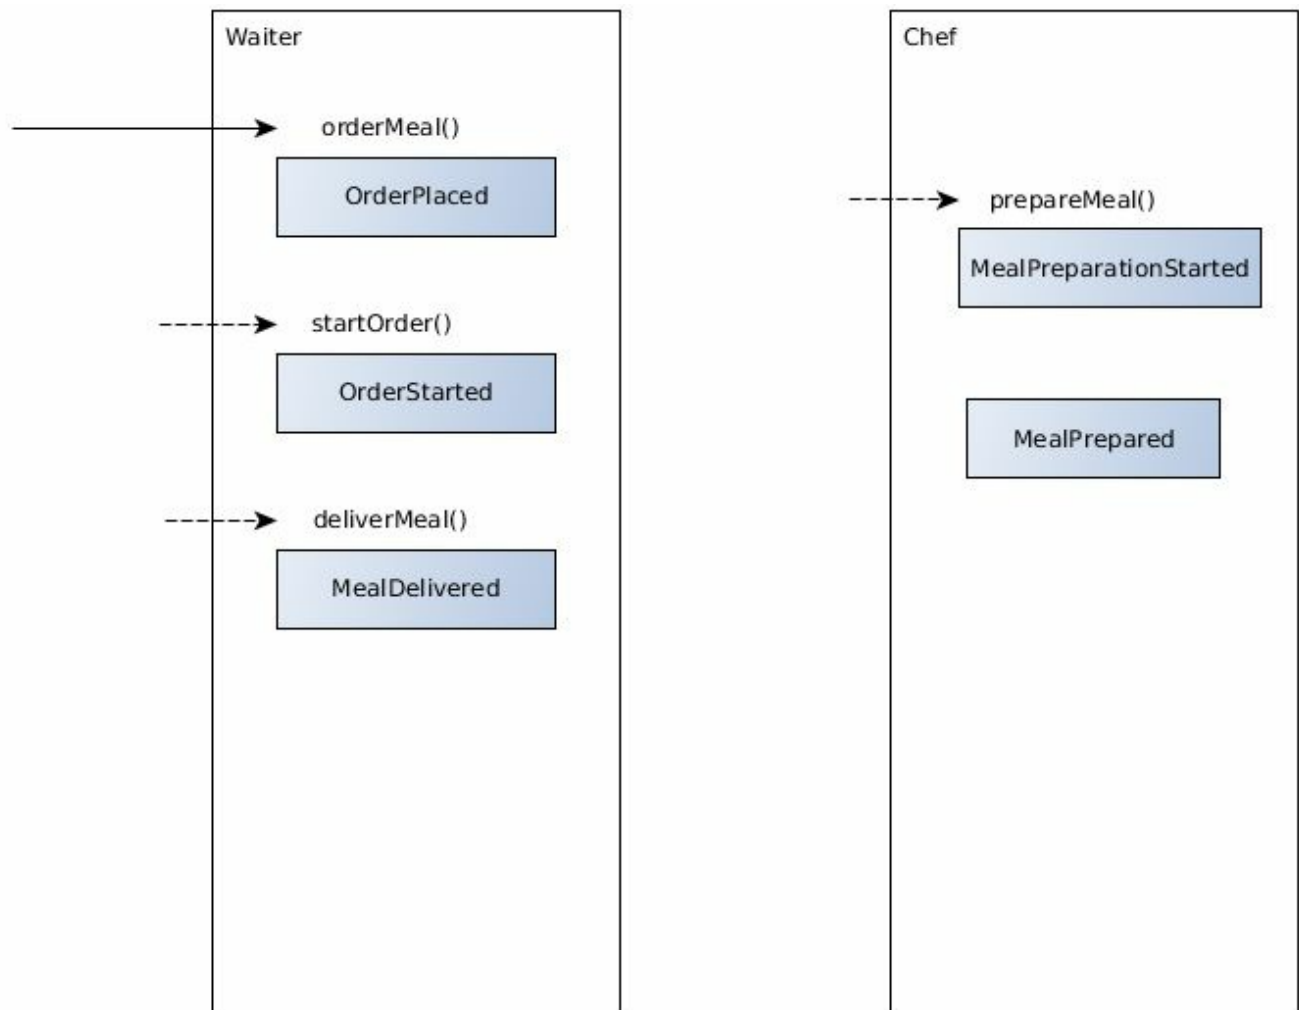 Waiter
orderMeal()
OrderPlaced
startOrder()
OrderStarted
deliverMeal()
MealDelivered
Chef
prepareMeal()
MealPreparationStarted
MealPrepared